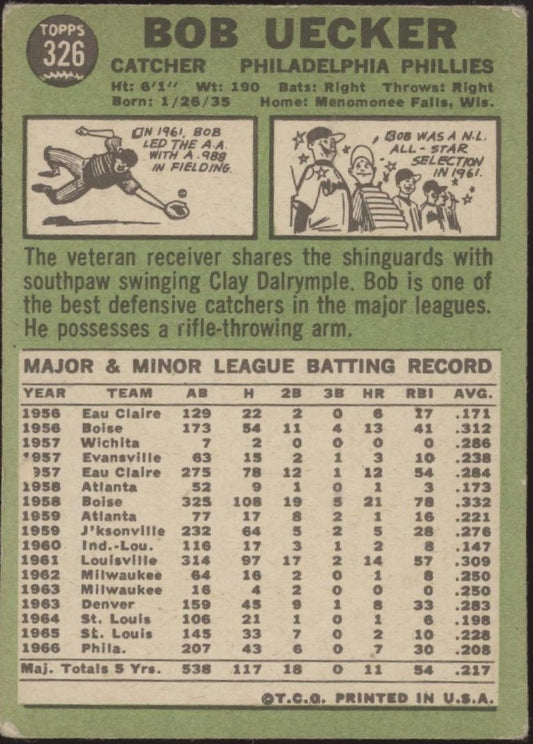 TOPPS
326
BOB UECKER
CATCHER PHILADELPHIA PHILLIES
Ht: 6'1" Wt: 190 Bats: Right Throws: Right
Born: 1/26/35 Home: Menomonee Falls, Wis.
IN 1961, BOB
LED THE A.A.
WITH A .988
IN FIELDING.
BOB WAS A N.L.
ALL-STAR
SELECTION
IN 1961.
The veteran receiver shares the shinguards with
southpaw swinging Clay Dalrymple. Bob is one of
the best defensive catchers in the major leagues.
He possesses a rifle-throwing arm.
MAJOR & MINOR LEAGUE BATTING RECORD
YEAR TEAM AB H 2B 3B HR RBI AVG.
1956 Eau Claire 129 22 2 0 6 17 .171
1956 Boise 173 54 11 4 13 41 .312
1957 Wichita 7 2 0 0 0 0 .286
1957 Evansville 63 15 2 1 3 10 .238
957 Eau Claire 275 78 12 1 12 54 .284
1958 Atlanta 52 9 1 0 1 3 .173
1958 Boise 325 108 19 5 21 78 .332
1959 Atlanta 77 17 8 2 1 16 .221
1959 J'ksonville 232 64 5 2 5 28 .276
1960 Ind.-Lou. 116 17 3 1 2 8 .147
1961 Louisville 314 97 17 2 14 57 .309
1962 Milwaukee 64 16 2 0 1 8 .250
1963 Milwaukee 16 4 2 0 0 0 .250
1963 Denver 159 45 9 1 8 33 .283
1964 St. Louis 106 21 1 0 1 6 .198
1965 St. Louis 145 33 7 0 2 10 .228
1966 Phila. 207 43 6 0 7 30 .208
Maj. Totals 5 Yrs. 538 117 18 0 11 54 .217
©T.C.G. PRINTED IN U.S.A.